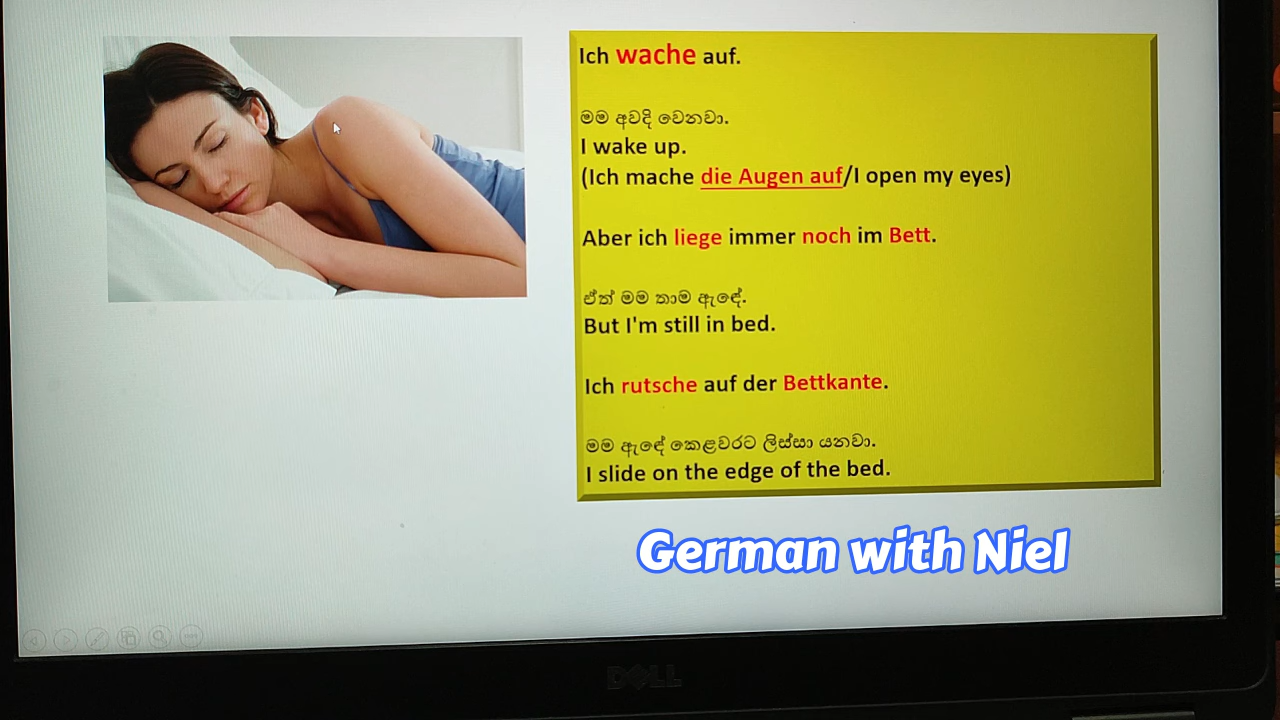 Ich wache auf.
මම අවදි වෙනවා.
I wake up.
(Ich mache die Augen auf/I open my eyes)
Aber ich liege immer noch im Bett.
ඒත් මම තාම ඇඳේ.
But I'm still in bed.
Ich rutsche auf der Bettkante.
මම ඇඳේ කෙළවරට ලිස්සා යනවා.
I slide on the edge of the bed.
German with Niel
DELL